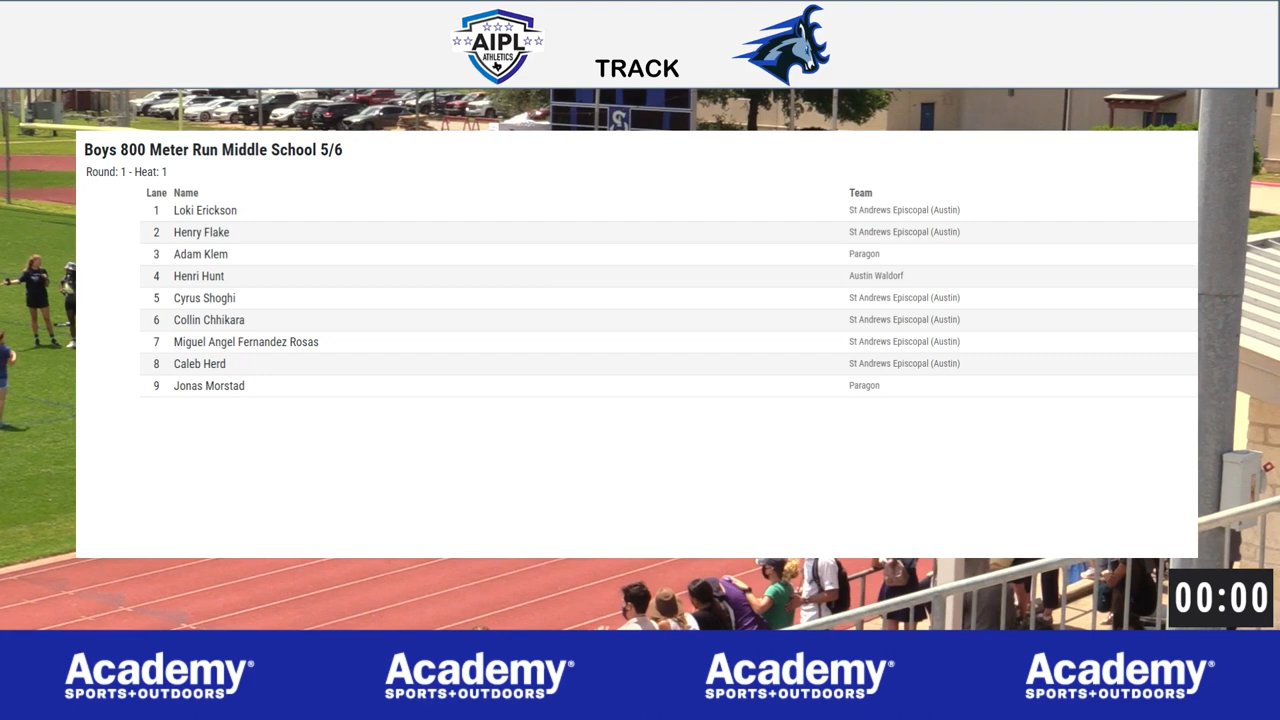 AIPL
ATHLETICS
TRACK
Boys 800 Meter Run Middle School 5/6
Round: 1 - Heat: 1
Lane Name Team
1 Loki Erickson St Andrews Episcopal (Austin)
2 Henry Flake St Andrews Episcopal (Austin)
3 Adam Klem Paragon
4 Henri Hunt Austin Waldorf
5 Cyrus Shoghi St Andrews Episcopal (Austin)
6 Collin Chhikara St Andrews Episcopal (Austin)
7 Miguel Angel Fernandez Rosas St Andrews Episcopal (Austin)
8 Caleb Herd St Andrews Episcopal (Austin)
9 Jonas Morstad Paragon
00:00
Academy® Academy® Academy® Academy®
SPORTS+OUTDOORS SPORTS+OUTDOORS SPORTS+OUTDOORS SPORTS+OUTDOORS